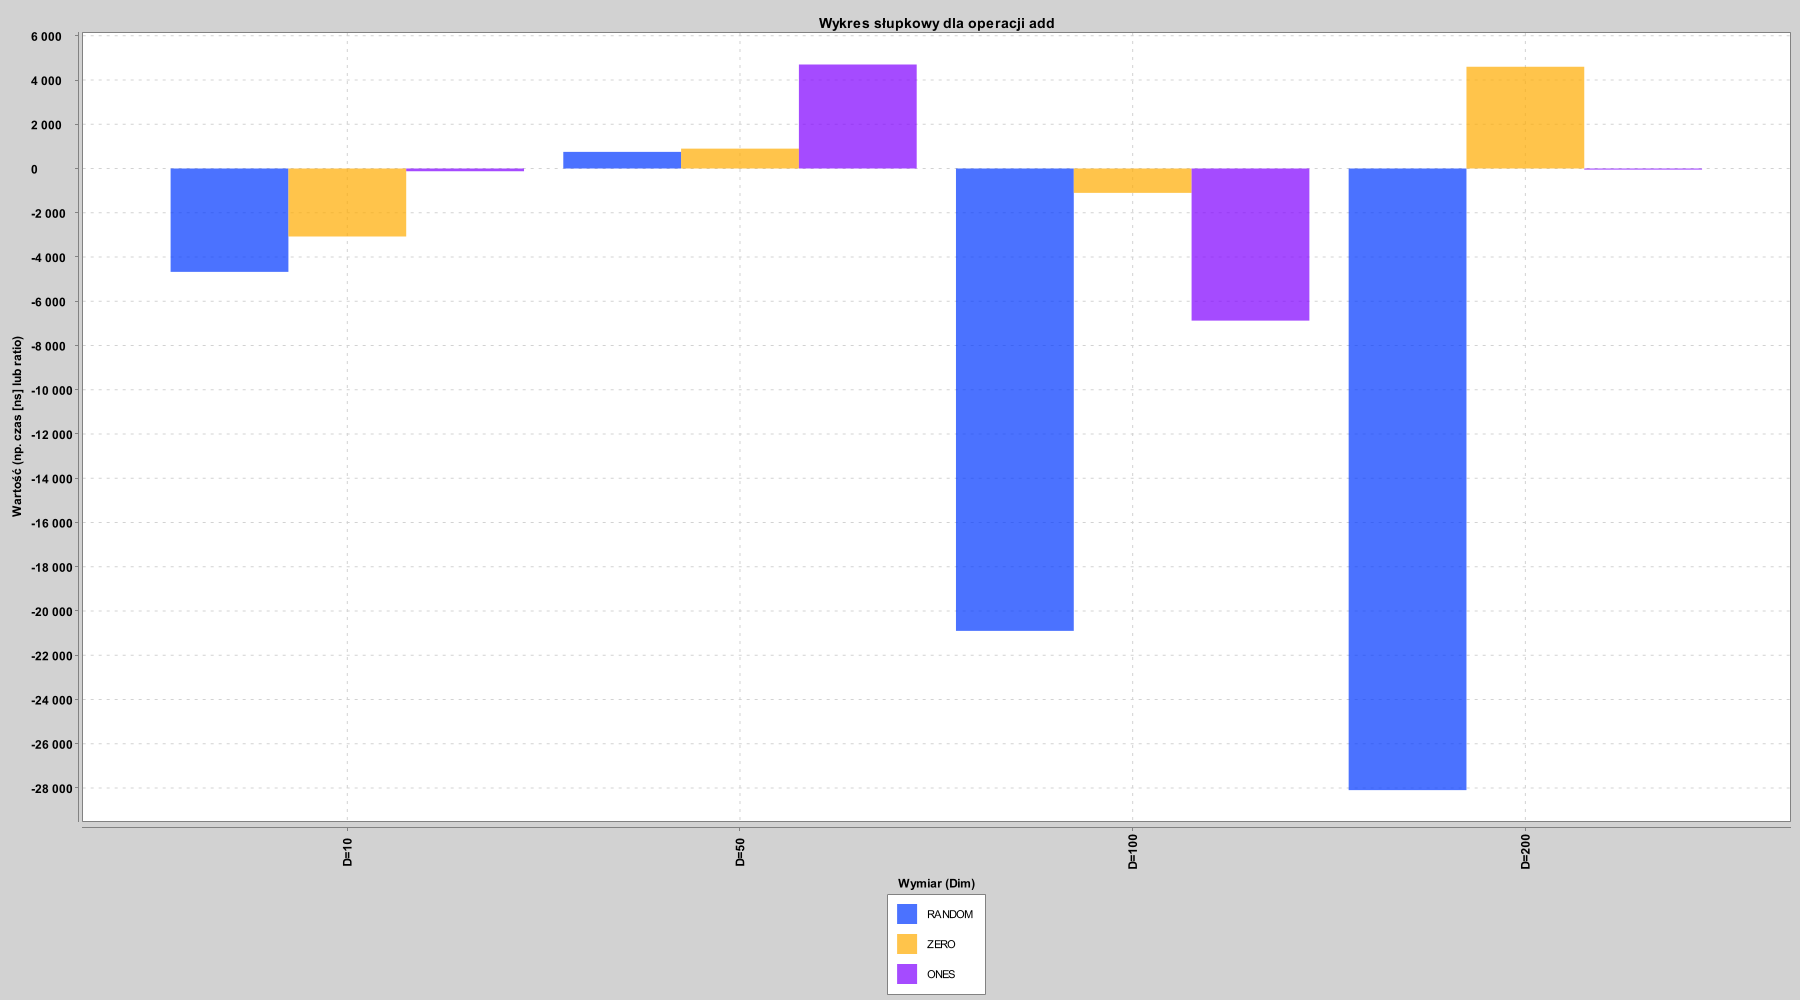 Wykres słupkowy dla operacji add
6 000
4 000
2 000
0
-2 000
-4 000
-6 000
-8 000
-10 000
-12 000
-14 000
-16 000
-18 000
-20 000
-22 000
-24 000
-26 000
-28 000
Wartość (np. czas [ns] lub ratio)
D=10
D=50
D=100
D=200
Wymiar (Dim)
RANDOM
ZERO
ONES